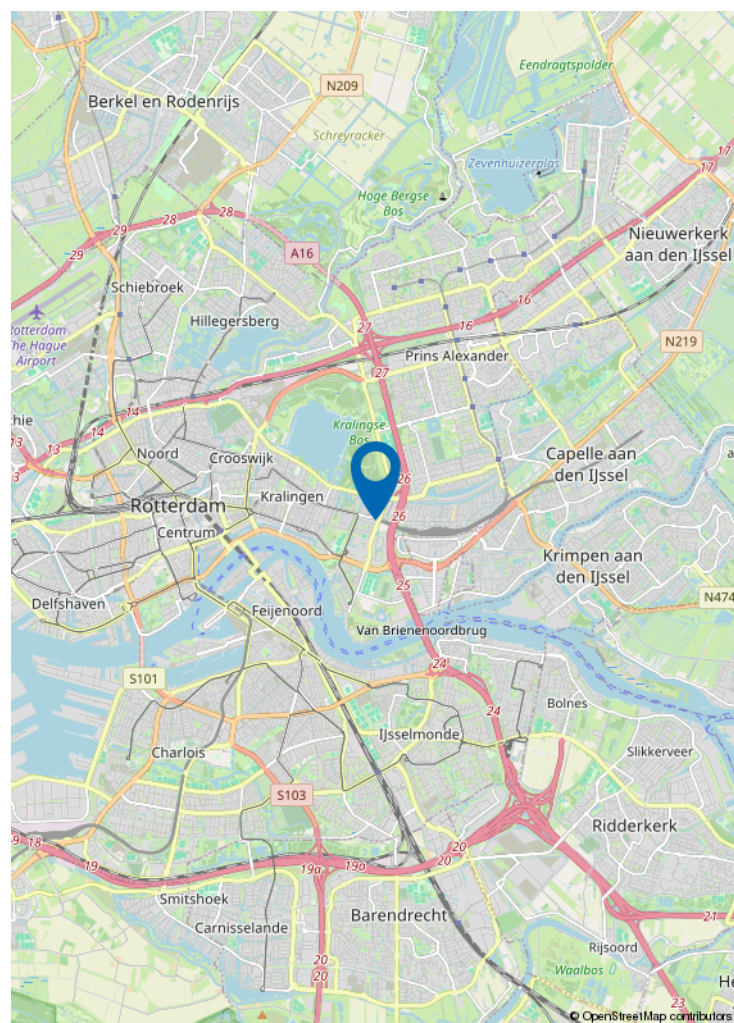 Eendragtspolder
N209
Berkel en Rodenrijs
Schreyracker
17
Zevenhuizerplas
17
Hoge Bergse
Bos
28
28
29
Nieuwerkerk
aan den IJssel
29
A16
Schiebroek
16
Rotterdam
The Hague
Airport
Hillegersberg
27
16
N219
Prins Alexander
27
14
13
14
Kralingse
Bos
13
Noord
Crooswijk
Capelle aan
den IJssel
26
Kralingen
Rotterdam
26
Centrum
Krimpen aan
den IJssel
25
N474
Delfshaven
Feijenoord
Van Brienenoordbrug
24
S101
Bolnes
24
IJsselmonde
Charlois
Slikkerveer
S103
Ridderkerk
18
19
19a
19a
20
20
Smitshoek
Barendrecht
21
Carnisselande
Rijsoord
20
20
Waalbos
23
© OpenStreetMap contributors